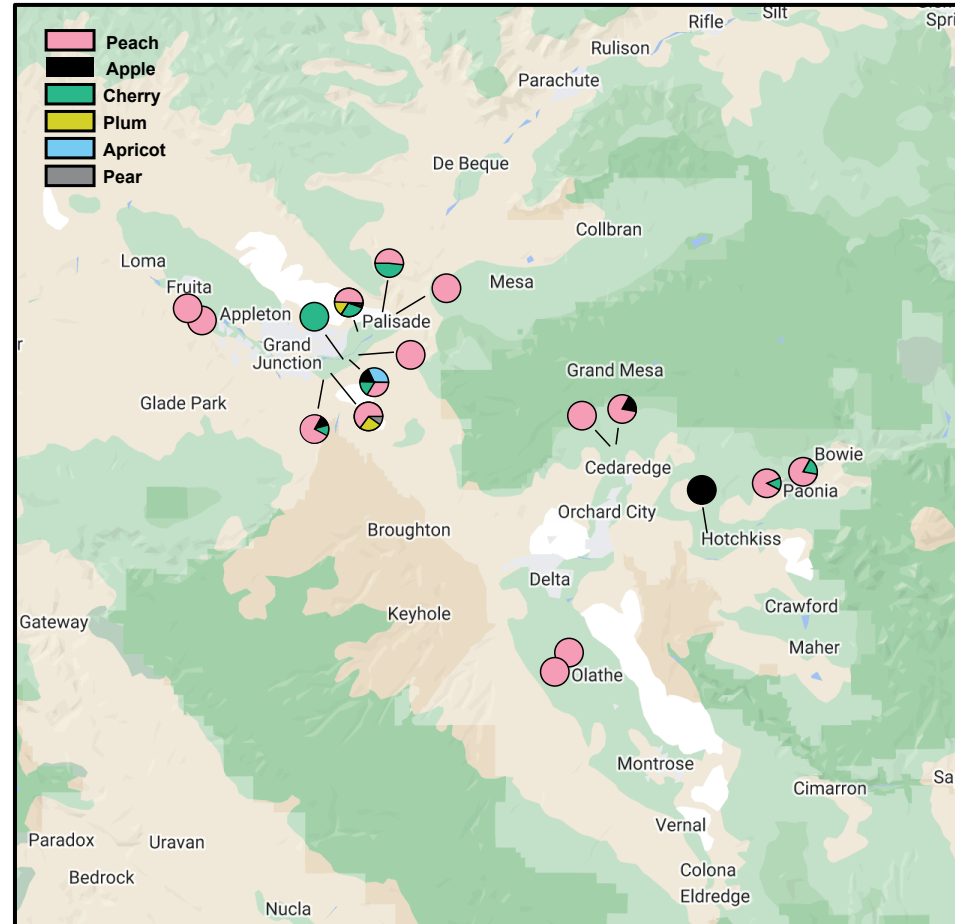 Peach
Apple
Cherry
Plum
Apricot
Pear
Silt
Rifle
Spri
Rulison
Parachute
De Beque
Collbran
Loma
Mesa
Fruita
Appleton
Palisade
r
Grand
Junction
Grand Mesa
Glade Park
Bowie
Cedaredge
Paonia
Orchard City
Broughton
Hotchkiss
Delta
Keyhole
Crawford
Gateway
Maher
Olathe
Montrose
Sa
Cimarron
Vernal
Paradox
Uravan
Colona
Bedrock
Eldredge
Nucla